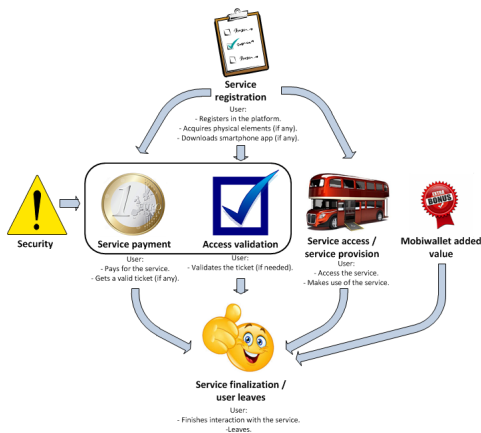 Service
registration
User:
- Registers in the platform.
- Acquires physical elements (if any).
- Downloads smartphone app (if any).
1
EXTRA
BONUS
Security
Service payment
User:
- Pays for the service.
- Gets a valid ticket (if any).
Access validation
User:
- Validates the ticket (if needed).
Service access /
service provision
User:
- Access the service.
- Makes use of the service.
Mobiwallet added
value
Service finalization /
user leaves
User:
- Finishes interaction with the service.
-Leaves.